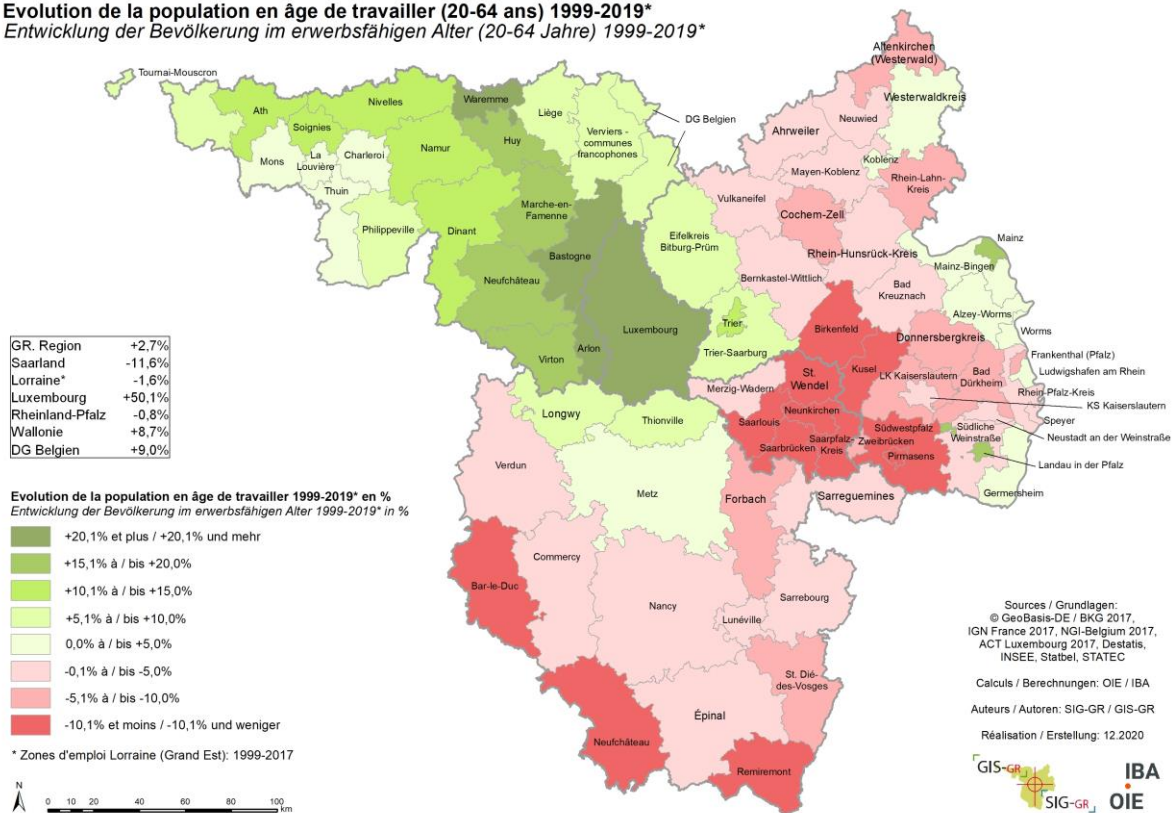 Evolution de la population en âge de travailler (20-64 ans) 1999-2019*
Entwicklung der Bevölkerung im erwerbsfähigen Alter (20-64 Jahre) 1999-2019*
Tournai-Mouscron
Ath
Nivelles
Soignies
Mons
La
Louvière
Charleroi
Thuin
Namur
Philippeville
Dinant
Waremme
Huy
Liège
Verviers -
communes
francophones
DG Belgien
Marche-en-
Famenne
Bastogne
Neufchâteau
Virton
Arlon
Luxembourg
Altenkirchen
(Westerwald)
Westerwaldkreis
Neuwied
Ahrweiler
Koblenz
Mayen-Koblenz
Rhein-Lahn-
Kreis
Vulkaneifel
Cochem-Zell
Eifelkreis
Bitburg-Prüm
Rhein-Hunsrück-Kreis
Bernkastel-Wittlich
Mainz
Mainz-Bingen
Bad
Kreuznach
Alzey-Worms
Worms
Trier
Trier-Saarburg
Birkenfeld
Donnersbergkreis
Frankenthal (Pfalz)
Ludwigshafen am Rhein
Kusel
LK Kaiserslautern
Bad
Dürkheim
Rhein-Pfalz-Kreis
KS Kaiserslautern
Speyer
Neustadt an der Weinstraße
Südliche
Weinstraße
Landau in der Pfalz
Germersheim
Südwestpfalz
Zweibrücken
Pirmasens
St.
Wendel
Merzig-Wadern
Neunkirchen
Saarlouis
Saarbrücken
Saarpfalz-
Kreis
Longwy
Thionville
Verdun
Metz
Forbach
Sarreguemines
Bar-le-Duc
Commercy
Nancy
Lunéville
Sarrebourg
St. Dié-
des-Vosges
Neufchâteau
Épinal
Remiremont
GR. Region +2,7%
Saarland -11,6%
Lorraine* -1,6%
Luxembourg +50,1%
Rheinland-Pfalz -0,8%
Wallonie +8,7%
DG Belgien +9,0%
Evolution de la population en âge de travailler 1999-2019* en %
Entwicklung der Bevölkerung im erwerbsfähigen Alter 1999-2019* in %
+20,1% et plus / +20,1% und mehr
+15,1% à / bis +20,0%
+10,1% à / bis +15,0%
+5,1% à / bis +10,0%
0,0% à / bis +5,0%
-0,1% à / bis -5,0%
-5,1% à / bis -10,0%
-10,1% et moins / -10,1% und weniger
* Zones d'emploi Lorraine (Grand Est): 1999-2017
N
0 10 20 40 60 80 100
km
Sources / Grundlagen:
© GeoBasis-DE / BKG 2017,
IGN France 2017, NGI-Belgium 2017,
ACT Luxembourg 2017, Destatis,
INSEE, Statbel, STATEC
Calculs / Berechnungen: OIE / IBA
Auteurs / Autoren: SIG-GR / GIS-GR
Réalisation / Erstellung: 12.2020
GIS-GR
SIG-GR
IBA
OIE